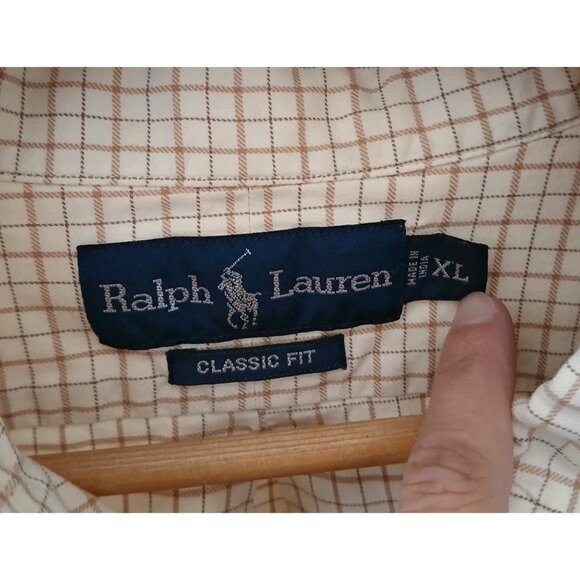 Ralph Lauren
MADE IN
INDIA
XL
CLASSIC FIT